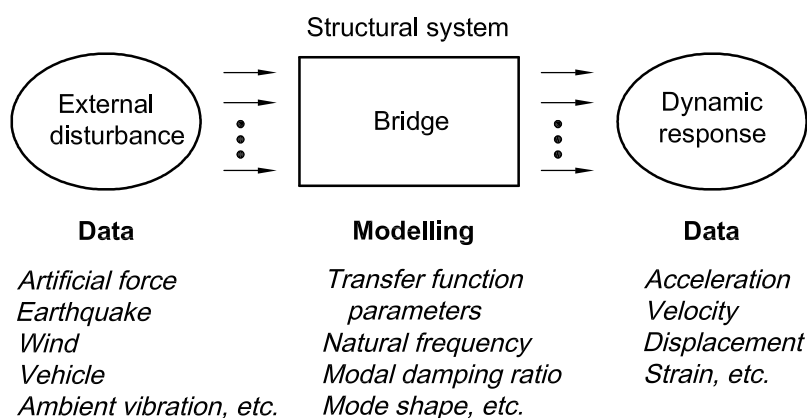 Structural system
External
disturbance
Bridge
Dynamic
response
Data
Artificial force
Earthquake
Wind
Vehicle
Ambient vibration, etc.
Modelling
Transfer function
parameters
Natural frequency
Modal damping ratio
Mode shape, etc.
Data
Acceleration
Velocity
Displacement
Strain, etc.